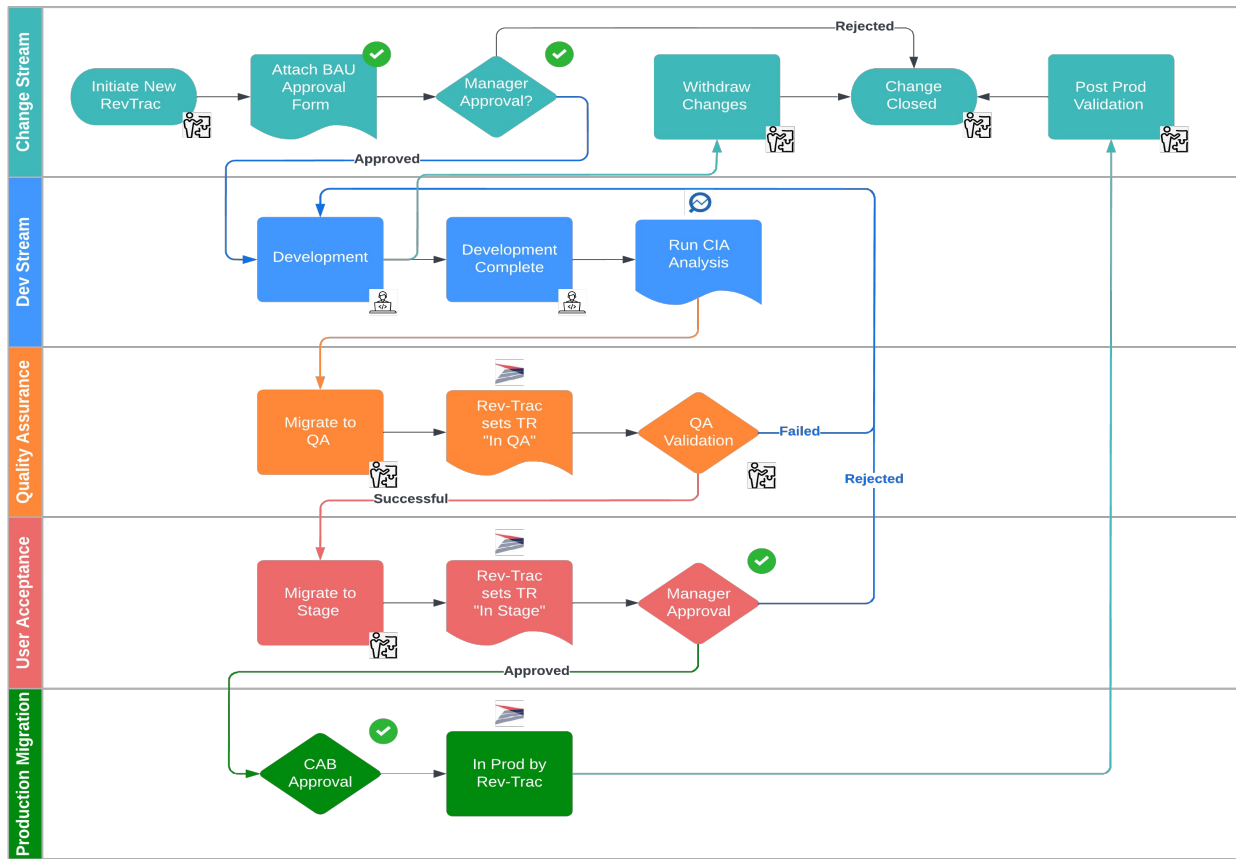 Change Stream
Initiate New
RevTrac
Attach BAU
Approval
Form
Manager
Approval?
Rejected
Approved
Withdraw
Changes
Change
Closed
Post Prod
Validation
Dev Stream
Development
Development
Complete
Run CIA
Analysis
Quality Assurance
Migrate to
QA
Rev-Trac
sets TR
"In QA"
QA
Validation
Failed
Rejected
Successful
User Acceptance
Migrate to
Stage
Rev-Trac
sets TR
"In Stage"
Manager
Approval
Approved
Production Migration
CAB
Approval
In Prod by
Rev-Trac